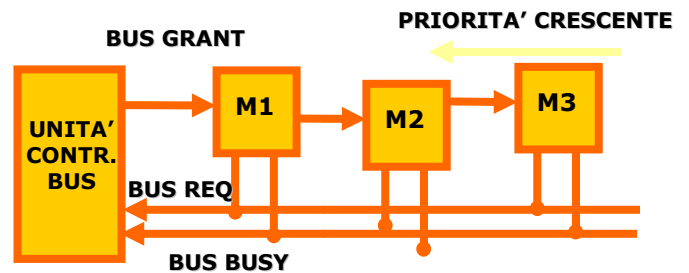 PRIORITA' CRESCENTE
BUS GRANT
UNITA'
CONTR.
BUS
M1
M2
M3
BUS REQ
BUS BUSY